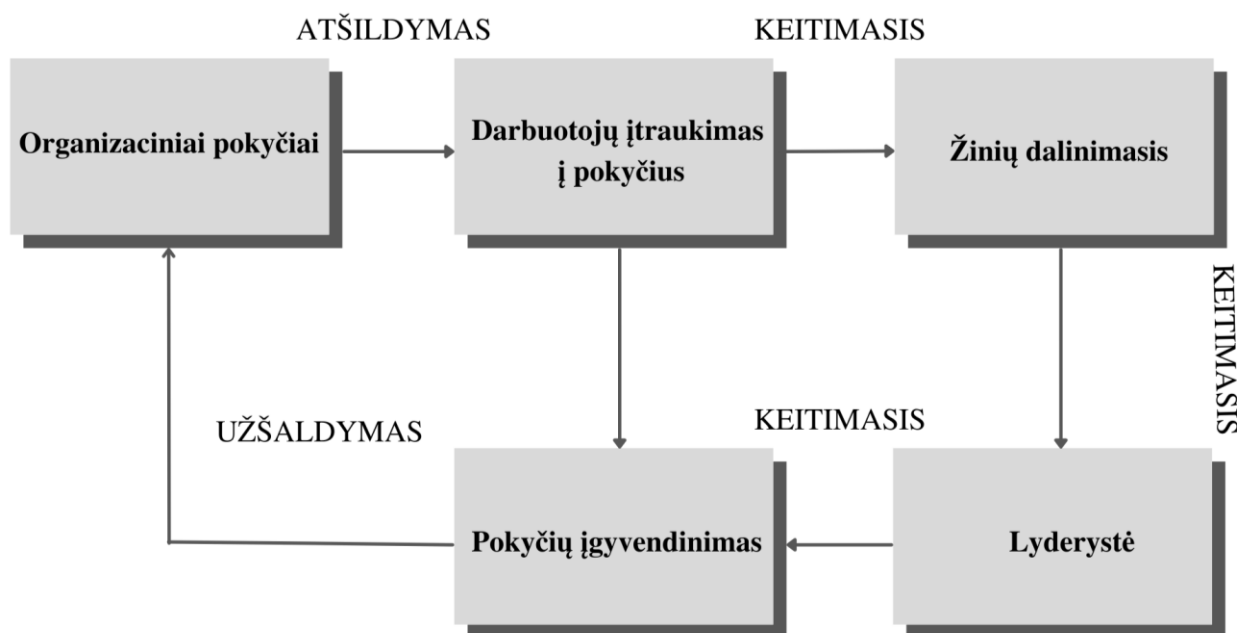 ATŠILDYMAS
KEITIMASIS
Organizaciniai pokyčiai
Darbuotojų įtraukimas
į pokyčius
Žinių dalinimasis
KEITIMASIS
UŽŠALDYMAS
KEITIMASIS
Pokyčių įgyvendinimas
Lyderystė